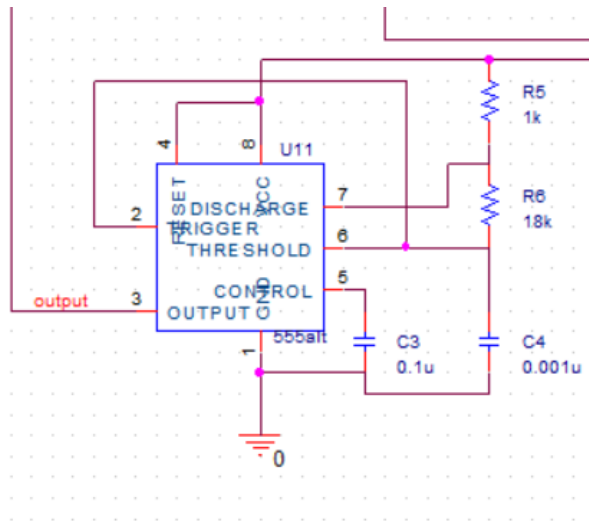 R5
1k
4
8
U11
RESET
VCC
7
DISCHARGE
R6
18k
2
TRIGGER
6
THRESHOLD
5
CONTROL
output
3
OUTPUT
GND
555alt
1
C3
0.1u
C4
0.001u
0